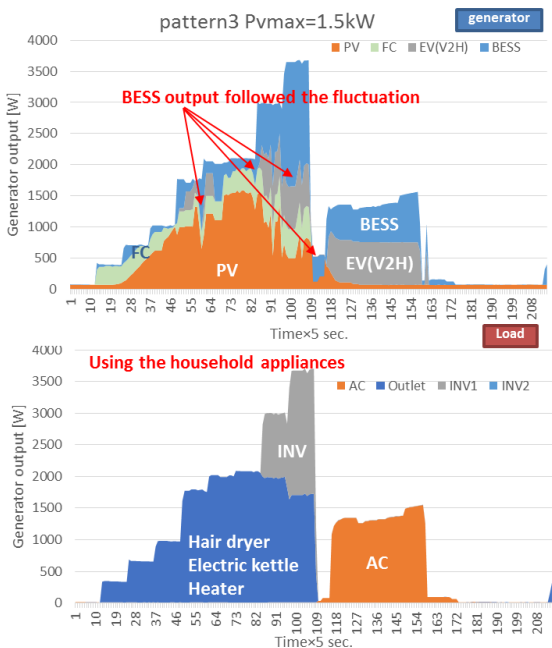 pattern3 Pvmax=1.5kW
generator
PV FC EV(V2H) BESS
BESS output followed the fluctuation
Generator output [W]
4000
3500
3000
2500
2000
1500
1000
500
0
FC
PV
BESS
EV(V2H)
1 10 19 28 37 46 55 64 73 82 91 100 109 118 127 136 145 154 163 172 181 190 199 208
Time×5 sec.
Load
Using the household appliances
AC Outlet INV1 INV2
Generator output [W]
4000
3500
3000
2500
2000
1500
1000
500
0
INV
Hair dryer
Electric kettle
Heater
AC
1 10 19 28 37 46 55 64 73 82 91 100 109 118 127 136 145 154 163 172 181 190 199 208
Time×5 sec.